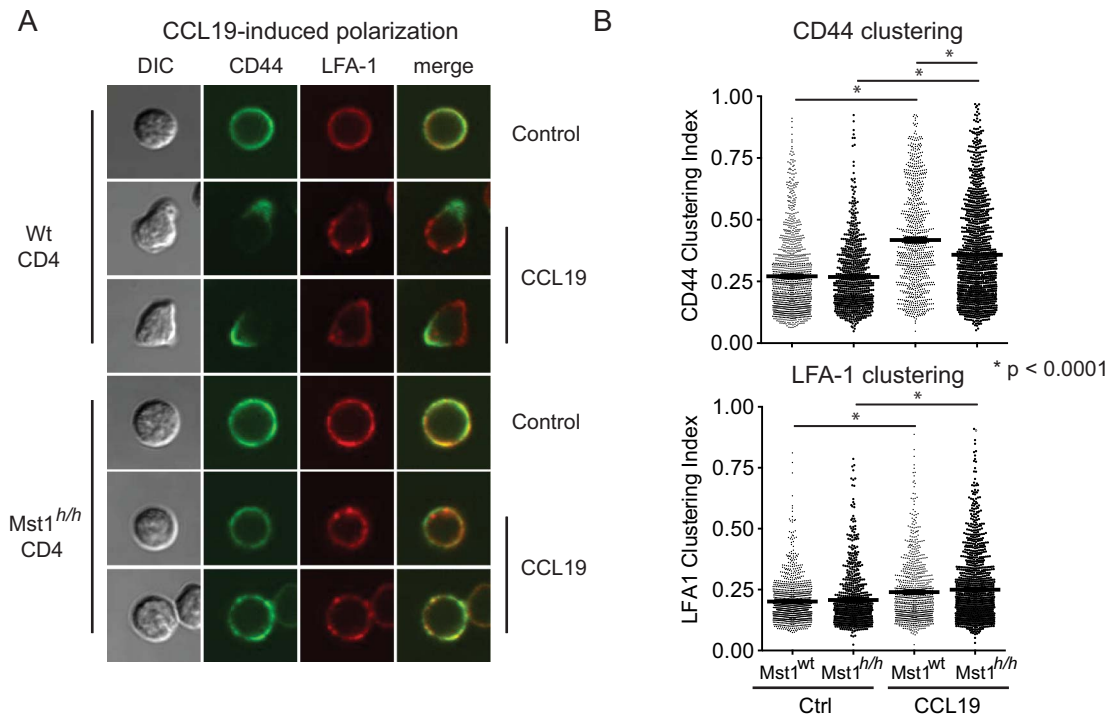 A
CCL19-induced polarization
DIC CD44 LFA-1 merge
Control
Wt
CD4
CCL19
Control
Mst1h/h
CD4
CCL19
B
CD44 clustering
*
*
*
CD44 Clustering Index
1.00
0.75
0.50
0.25
0.00
* p < 0.0001
LFA-1 clustering
*
*
LFA1 Clustering Index
1.00
0.75
0.50
0.25
0.00
Mst1wt Mst1h/h Mst1wt Mst1h/h
Ctrl CCL19